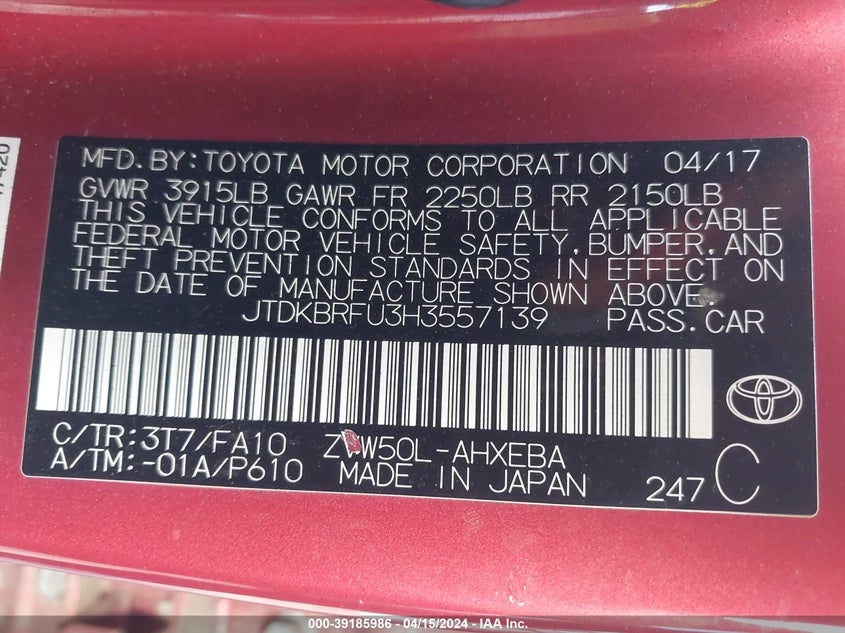 MFD.BY:TOYOTA MOTOR CORPORATION 04/17
GVWR 3915LB GAWR FR 2250LB RR 2150LB
THIS VEHICLE CONFORMS TO ALL APPLICABLE
FEDERAL MOTOR VEHICLE SAFETY,BUMPER,AND
THEFT PREVENTION STANDARDS IN EFFECT ON
THE DATE OF MANUFACTURE SHOWN ABOVE.
JTDKBRFU3H3557139 PASS.CAR
C/TR:3T7/FA10 ZVW50L-AHXEBA
A/TM:-01A/P610 MADE IN JAPAN 247 C
000-39185986 - 04/15/2024 - IAA Inc.